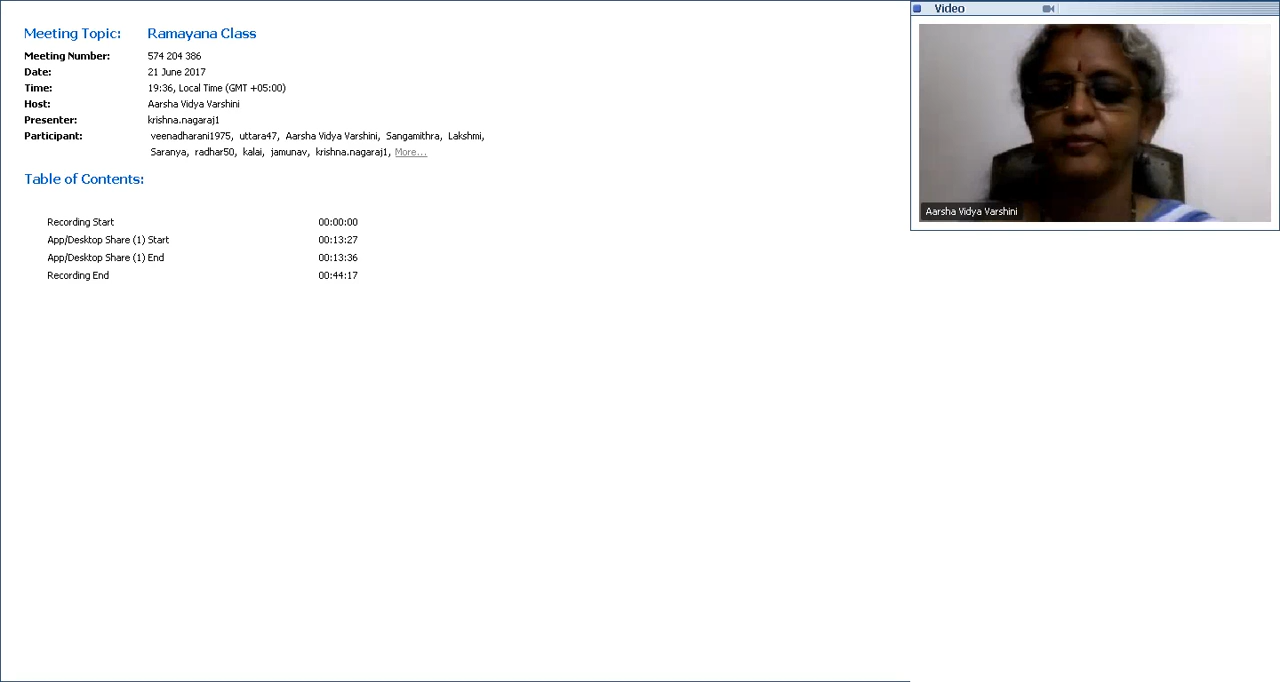 Meeting Topic: Ramayana Class
Meeting Number: 574 204 386
Date: 21 June 2017
Time: 19:36, Local Time (GMT +05:00)
Host: Aarsha Vidya Varshini
Presenter: krishna.nagaraj1
Participant: veenadharani1975, uttara47, Aarsha Vidya Varshini, Sangamithra, Lakshmi,
Saranya, radhar50, kalai, jamunav, krishna.nagaraj1, More...
Table of Contents:
Recording Start 00:00:00
App/Desktop Share (1) Start 00:13:27
App/Desktop Share (1) End 00:13:36
Recording End 00:44:17
Video
Aarsha Vidya Varshini